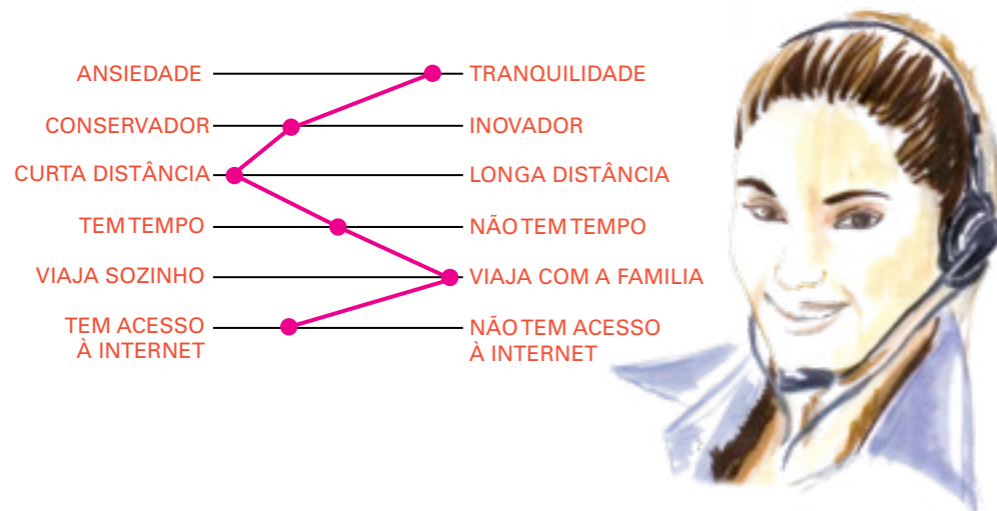 ANSIEDADE TRANQUILIDADE
CONSERVADOR INOVADOR
CURTA DISTÂNCIA LONGA DISTÂNCIA
TEM TEMPO NÃO TEM TEMPO
VIAJA SOZINHO VIAJA COM A FAMILIA
TEM ACESSO NÃO TEM ACESSO
À INTERNET À INTERNET